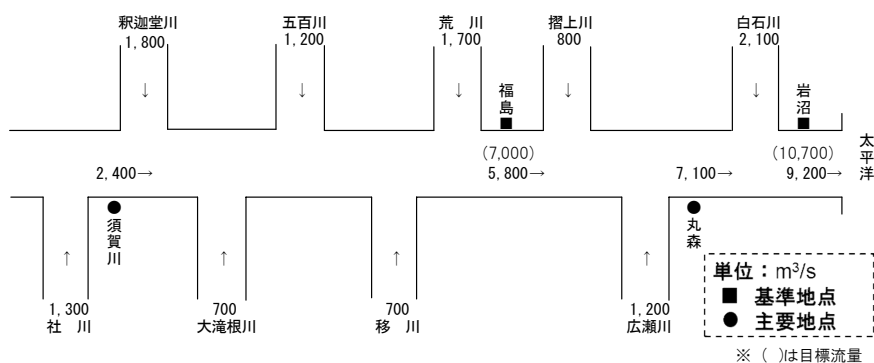 釈迦堂川
1,800
五百川
1,200
荒　川
1,700
摺上川
800
白石川
2,100
↓
↓
↓
↓
↓
福島
■
岩沼
■
太平洋
(7,000)
(10,700)
2,400→
5,800→
7,100→
9,200→
●
須賀川
●
丸森
↑
↑
↑
↑
1,300
社　川
700
大滝根川
700
移　川
1,200
広瀬川
単位：m³/s
■ 基準地点
● 主要地点
※（ ）は目標流量